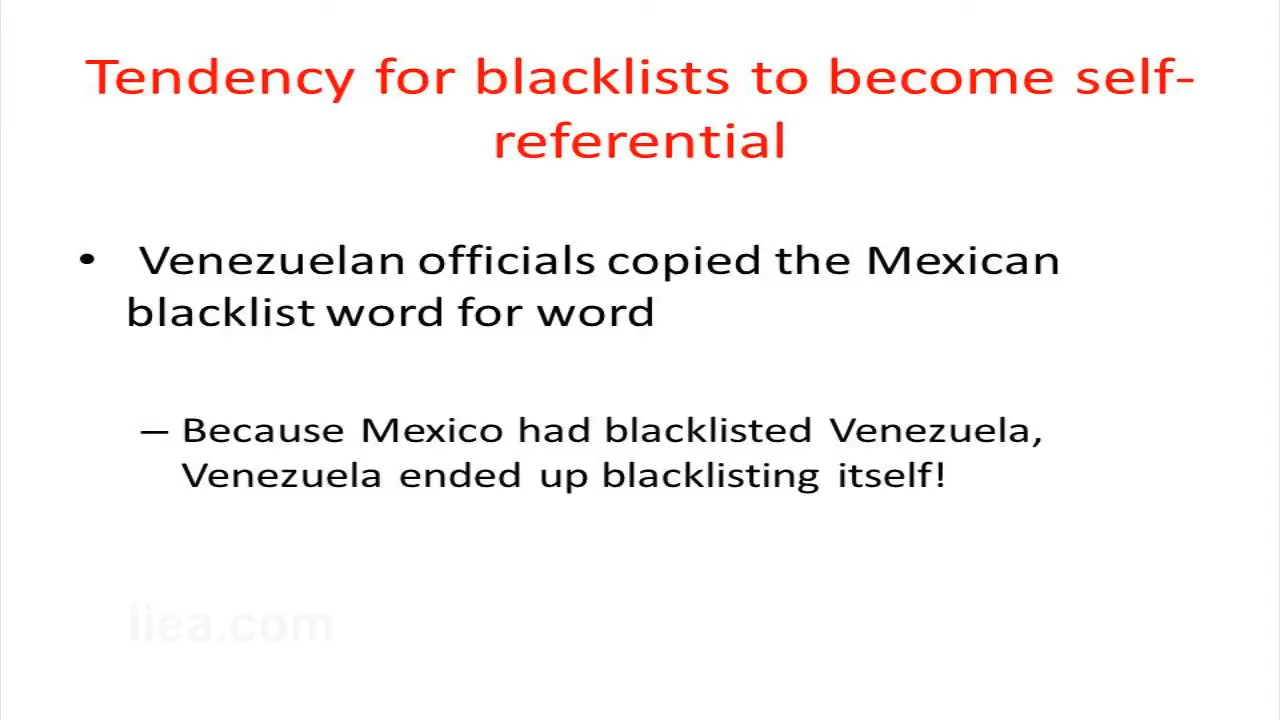 Tendency for blacklists to become self-
referential
• Venezuelan officials copied the Mexican
blacklist word for word
– Because Mexico had blacklisted Venezuela,
Venezuela ended up blacklisting itself!
iiea.com